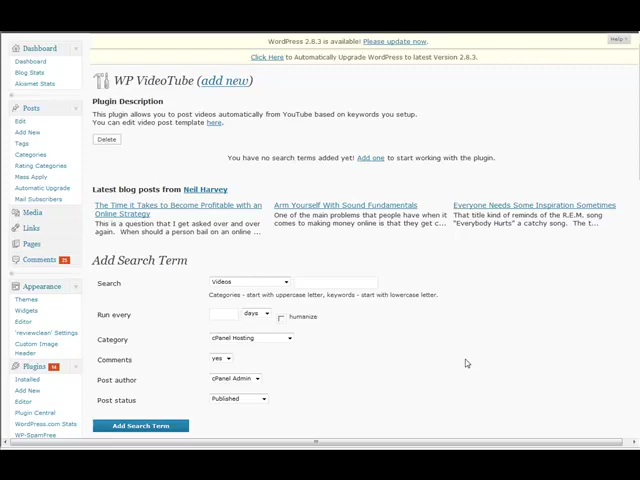 WordPress 2.8.3 is available! Please update now.
Help
Click Here to Automatically Upgrade WordPress to latest Version 2.8.3.
Dashboard
Dashboard
Blog Stats
Akismet Stats
Posts
Edit
Add New
Tags
Categories
Rating Categories
Mass Apply
Automatic Upgrade
Mail Subscribers
Media
Links
Pages
Comments 21
Appearance
Themes
Widgets
Editor
'reviewclean' Settings
Custom Image
Header
Plugins 14
Installed
Add New
Editor
Plugin Central
WordPress.com Stats
WP-SpamFree
WP VideoTube (add new)
Plugin Description
This plugin allows you to post videos automatically from YouTube based on keywords you setup.
You can edit video post template here.
Delete
You have no search terms added yet! Add one to start working with the plugin.
Latest blog posts from Neil Harvey
The Time it Takes to Become Profitable with an
Online Strategy
This is a question that I get asked over and over
again. When should a person bail on an online ...
Arm Yourself With Sound Fundamentals
One of the main problems that people have when it
comes to making money online is that they get c...
Everyone Needs Some Inspiration Sometimes
That title kind of reminds of the R.E.M. song
"Everybody Hurts" a catchy song. The t...
Add Search Term
Search Videos
Categories - start with uppercase letter, keywords - start with lowercase letter.
Run every days humanize
Category cPanel Hosting
Comments yes
Post author cPanel Admin
Post status Published
Add Search Term